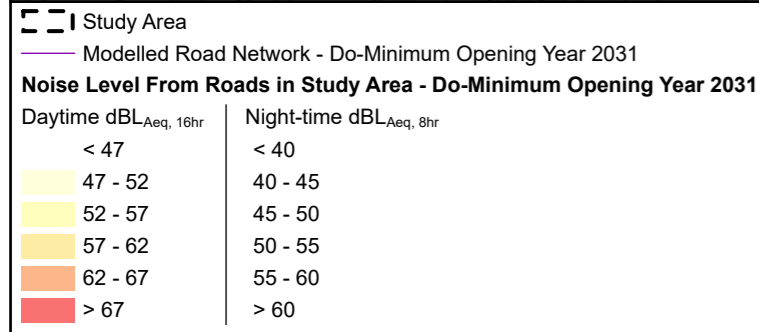 Study Area
Modelled Road Network - Do-Minimum Opening Year 2031
Noise Level From Roads in Study Area - Do-Minimum Opening Year 2031
Daytime dBLAeq, 16hr Night-time dBLAeq, 8hr
< 47 < 40
47 - 52 40 - 45
52 - 57 45 - 50
57 - 62 50 - 55
62 - 67 55 - 60
> 67 > 60